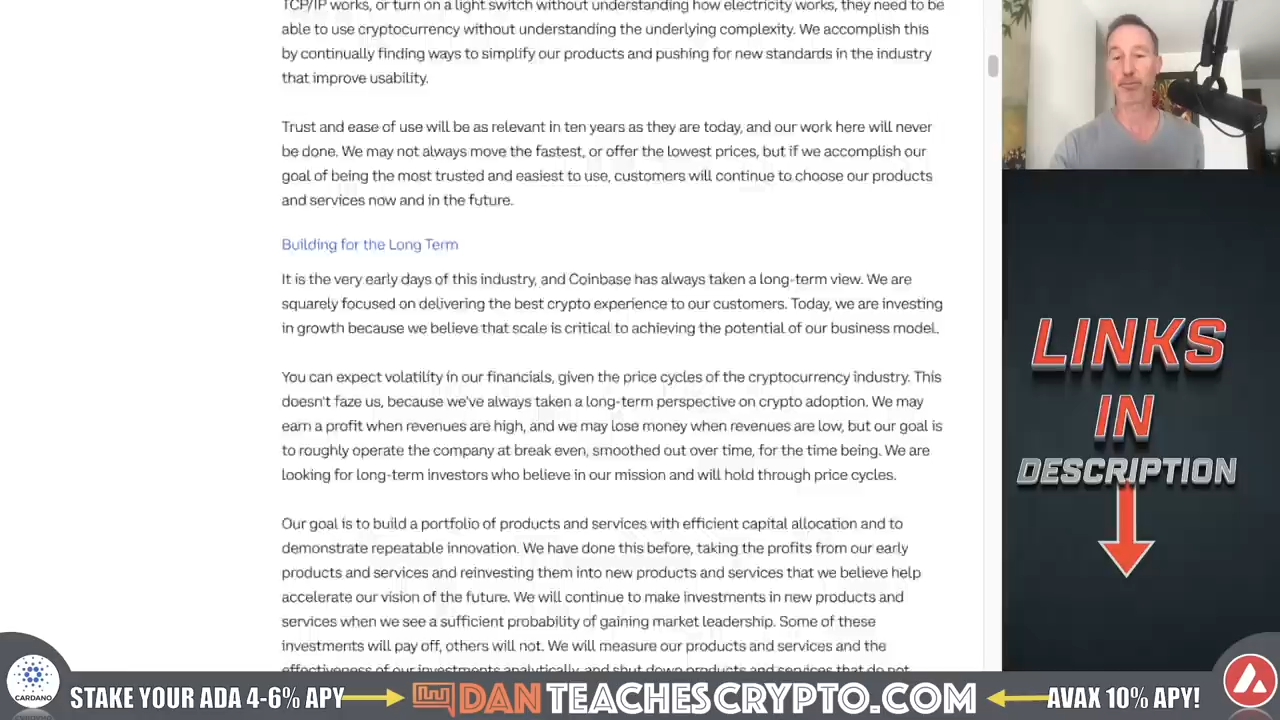 TCP/IP works, or turn on a light switch without understanding how electricity works, they need to be
able to use cryptocurrency without understanding the underlying complexity. We accomplish this
by continually finding ways to simplify our products and pushing for new standards in the industry
that improve usability.
Trust and ease of use will be as relevant in ten years as they are today, and our work here will never
be done. We may not always move the fastest, or offer the lowest prices, but if we accomplish our
goal of being the most trusted and easiest to use, customers will continue to choose our products
and services now and in the future.
Building for the Long Term
It is the very early days of this industry, and Coinbase has always taken a long-term view. We are
squarely focused on delivering the best crypto experience to our customers. Today, we are investing
in growth because we believe that scale is critical to achieving the potential of our business model.
You can expect volatility in our financials, given the price cycles of the cryptocurrency industry. This
doesn't faze us, because we've always taken a long-term perspective on crypto adoption. We may
earn a profit when revenues are high, and we may lose money when revenues are low, but our goal is
to roughly operate the company at break even, smoothed out over time, for the time being. We are
looking for long-term investors who believe in our mission and will hold through price cycles.
Our goal is to build a portfolio of products and services with efficient capital allocation and to
demonstrate repeatable innovation. We have done this before, taking the profits from our early
products and services and reinvesting them into new products and services that we believe help
accelerate our vision of the future. We will continue to make investments in new products and
services when we see a sufficient probability of gaining market leadership. Some of these
investments will pay off, others will not. We will measure our products and services and the
effectiveness of our investments analytically, and shut down products and services that do not
LINKS
IN
DESCRIPTION
CARDANO
STAKE YOUR ADA 4-6% APY
DANTEACHESCRYPTO.COM
AVAX 10% APY!